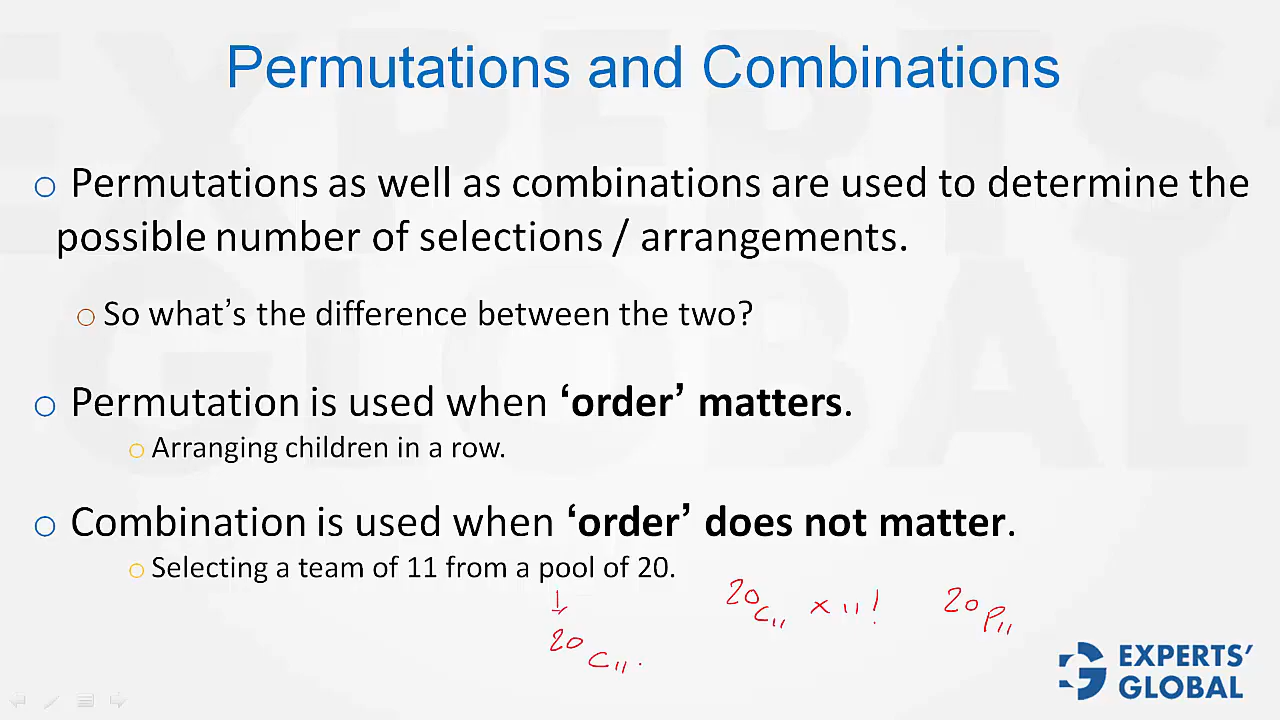 Permutations and Combinations
Permutations as well as combinations are used to determine the
possible number of selections / arrangements.
So what's the difference between the two?
Permutation is used when ‘order’ matters.
Arranging children in a row.
Combination is used when ‘order’ does not matter.
Selecting a team of 11 from a pool of 20.
20C11.
20C11 x 11!
20P11
EXPERTS’
GLOBAL
EXPERTS’
GLOBAL